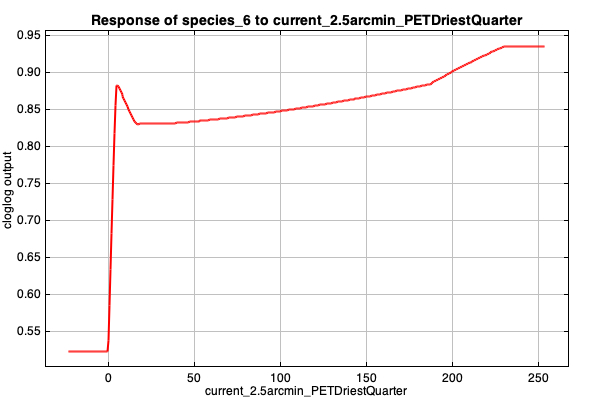 Response of species_6 to current_2.5arcmin_PETDriestQuarter
0.95
0.90
0.85
0.80
0.75
0.70
0.65
0.60
0.55
cloglog output
0 50 100 150 200 250
current_2.5arcmin_PETDriestQuarter